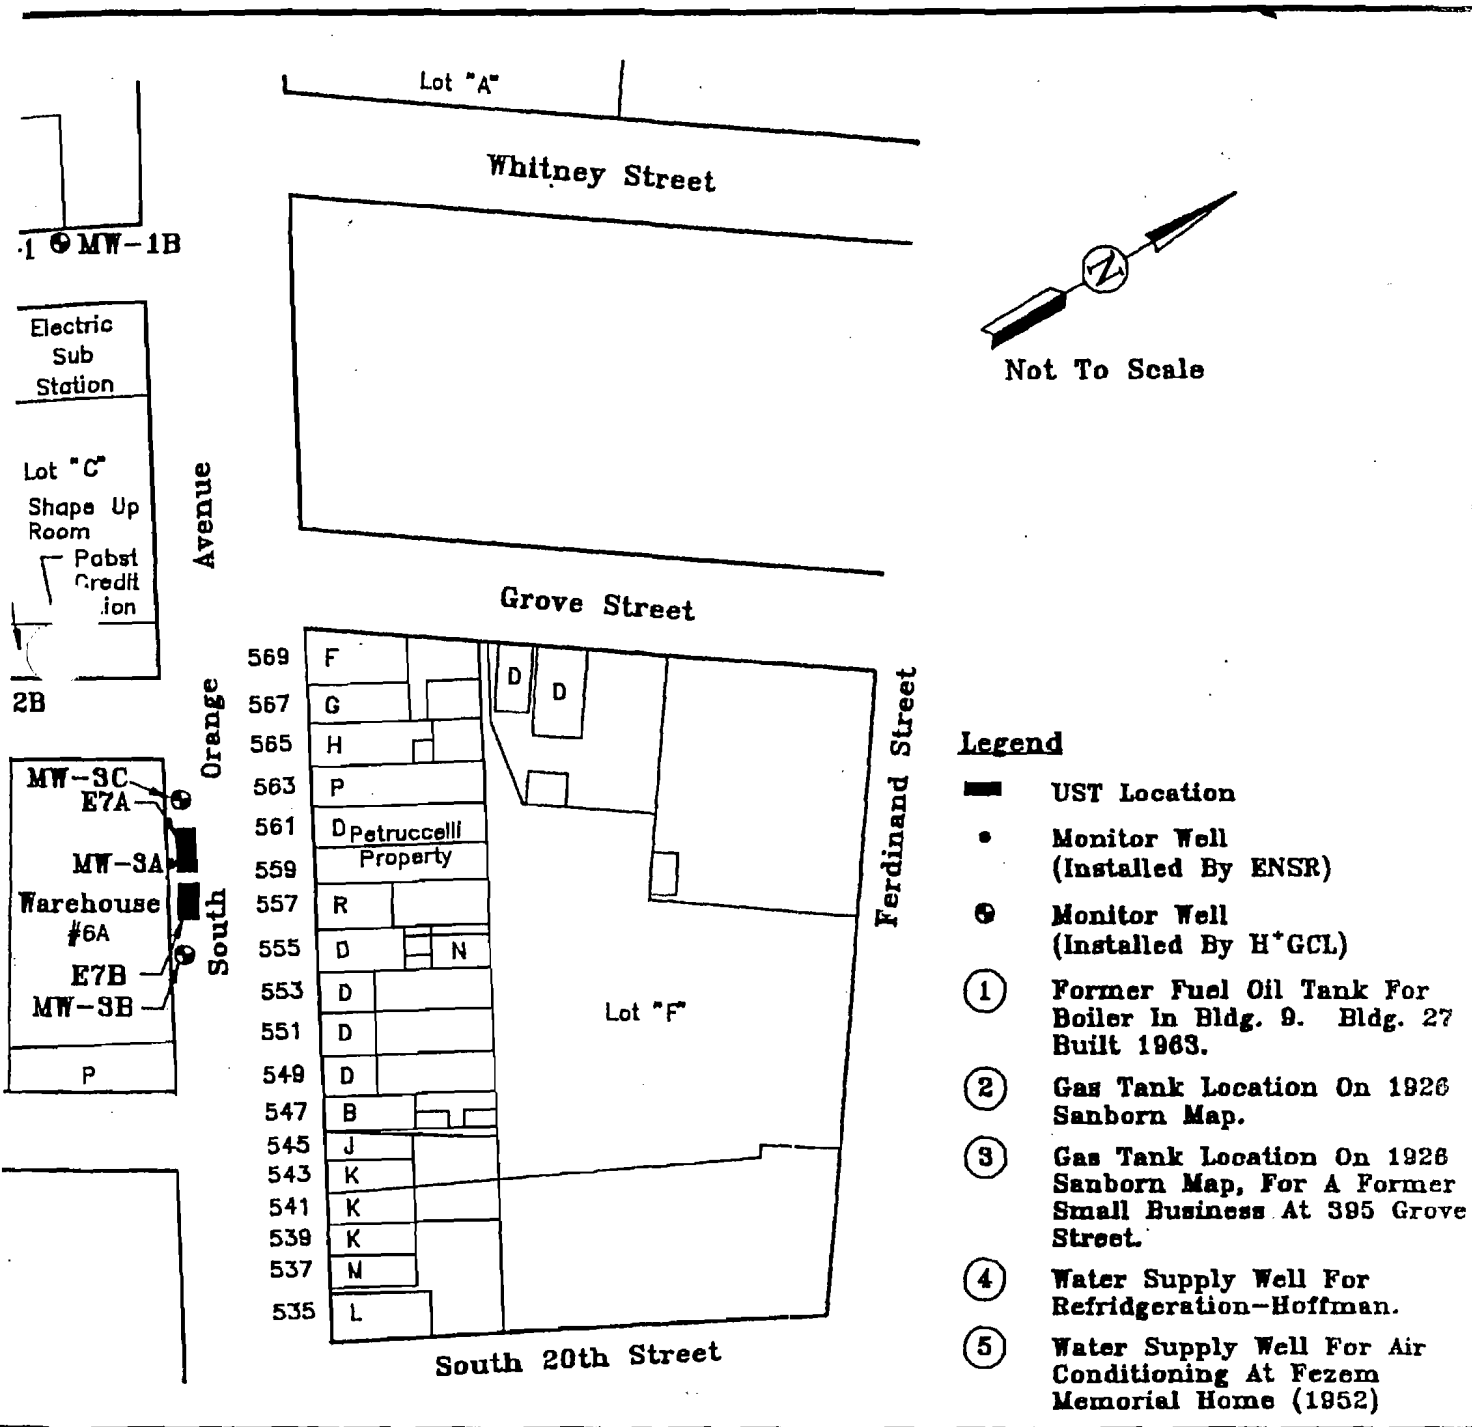 Lot "A"
Whitney Street
.1 MW-1B
N
Not To Scale
Electric
Sub
Station
Lot "C"
Shape Up
Room
Pabst
Credit
ion
2B
South Orange Avenue
Grove Street
569 F
567 G
565 H
563 P
561 D
Petruccelli
Property
559
557 R
555 D N
553 D
551 D
549 D
547 B
545 J
543 K
541 K
539 K
537 M
535 L
D
D
Lot "F"
Ferdinand Street
South 20th Street
MW-3C
E7A
MW-3A
Warehouse
#6A
E7B
MW-3B
P
Legend
UST Location
Monitor Well
(Installed By ENSR)
Monitor Well
(Installed By H+GCL)
1 Former Fuel Oil Tank For
Boiler In Bldg. 9. Bldg. 27
Built 1963.
2 Gas Tank Location On 1926
Sanborn Map.
3 Gas Tank Location On 1926
Sanborn Map, For A Former
Small Business At 395 Grove
Street.
4 Water Supply Well For
Refridgeration-Hoffman.
5 Water Supply Well For Air
Conditioning At Fezem
Memorial Home (1952)